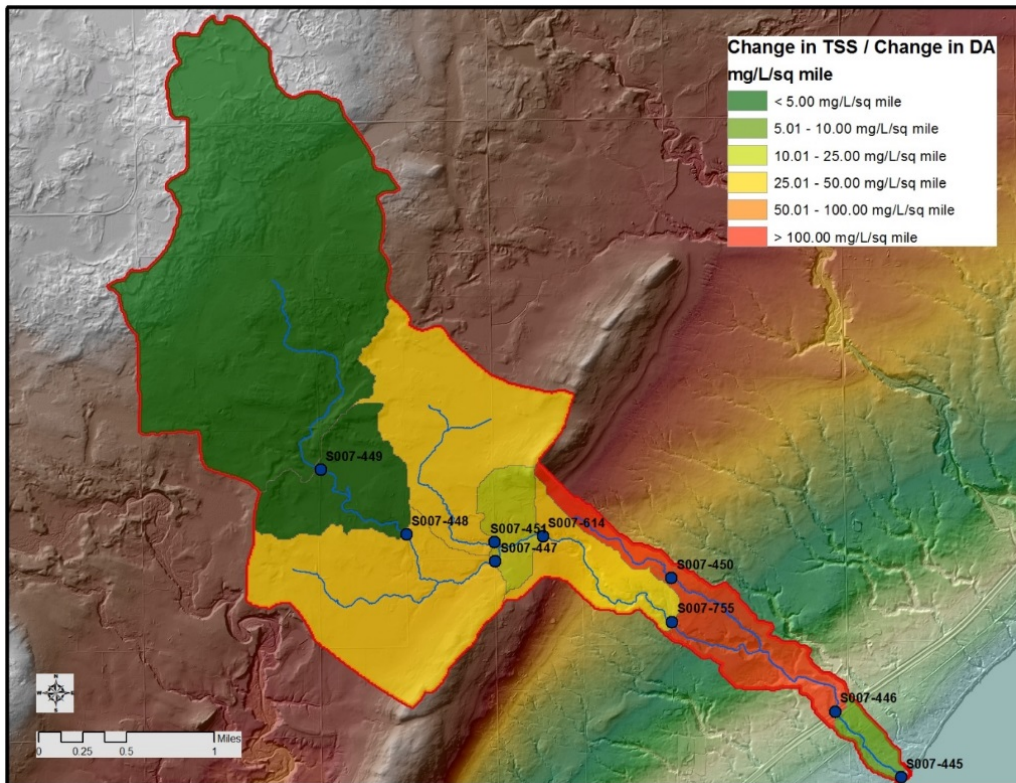 Change in TSS / Change in DA
mg/L/sq mile
< 5.00 mg/L/sq mile
5.01 - 10.00 mg/L/sq mile
10.01 - 25.00 mg/L/sq mile
25.01 - 50.00 mg/L/sq mile
50.01 - 100.00 mg/L/sq mile
> 100.00 mg/L/sq mile
S007-449
S007-448
S007-451
S007-614
S007-447
S007-450
S007-755
S007-446
S007-445
Miles
0 0.25 0.5 1